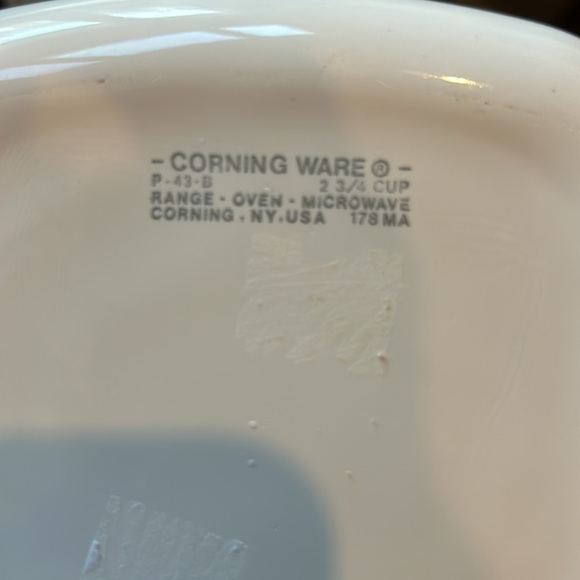 - CORNING WARE ® -
P-43-B 2 3/4 CUP
RANGE - OVEN - MICROWAVE
CORNING, NY, USA 178 MA